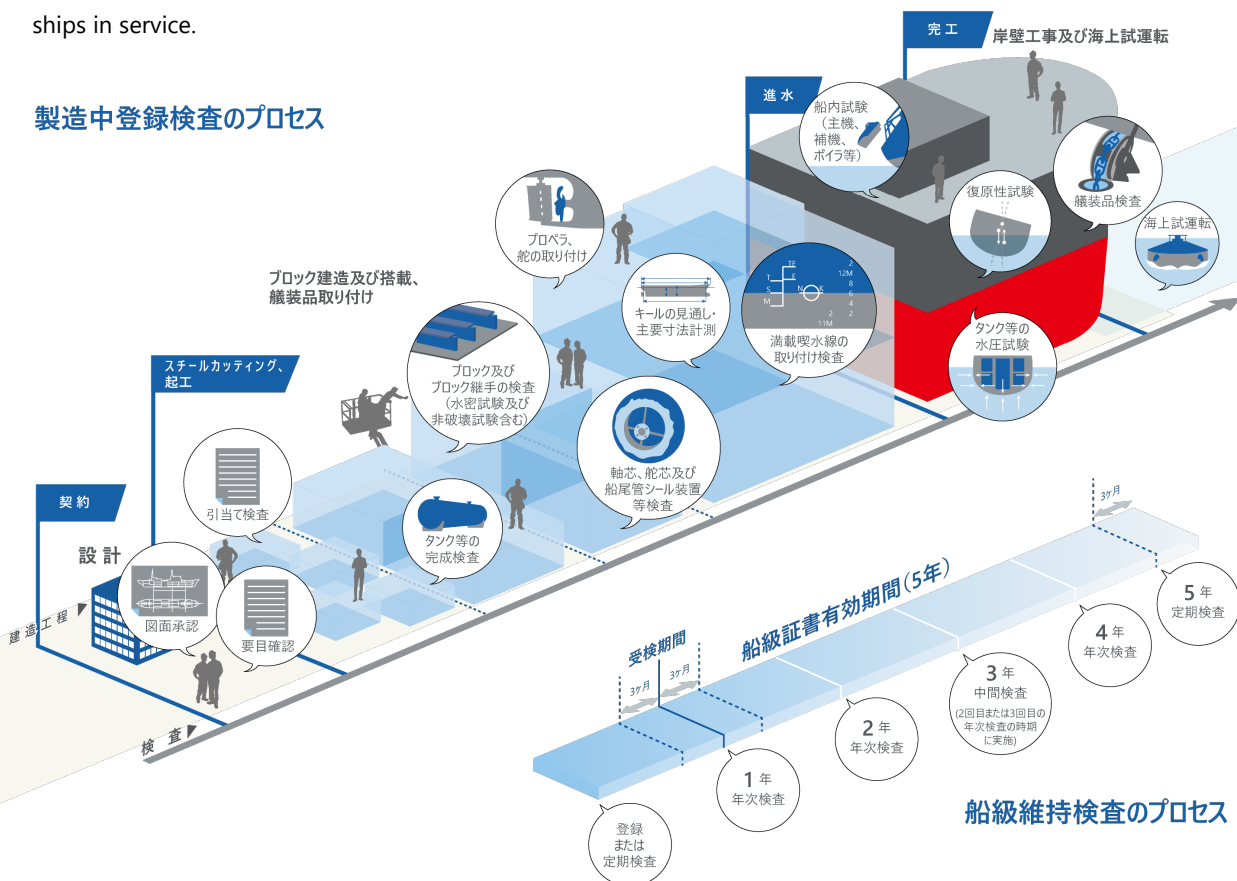 ships in service.
製造中登録検査のプロセス
完工
岸壁工事及び海上試運転
進水
船内試験
(主機、
補機、
ボイラ等)
復原性試験
艤装品検査
海上試運転
プロペラ、
舵の取り付け
ブロック建造及び搭載、
艤装品取り付け
キールの見通し・
主要寸法計測
TF
F
T
S
M
N
K
2
12M
8
6
4
2
2
11M
満載喫水線の
取り付け検査
タンク等の
水圧試験
スチールカッティング、
起工
ブロック及び
ブロック継手の検査
(水密試験及び
非破壊試験含む)
軸芯、舵芯及び
船尾管シール装置
等検査
引当て検査
タンク等の
完成検査
契約
設計
図面承認
要目確認
建造工程▶
検査▶
船級証書有効期間(5年)
受検期間
3ヶ月
3ヶ月
3ヶ月
登録
または
定期検査
1 年
年次検査
2 年
年次検査
3 年
中間検査
(2回目または3回目の
年次検査の時期
に実施)
4 年
年次検査
5 年
定期検査
船級維持検査のプロセス